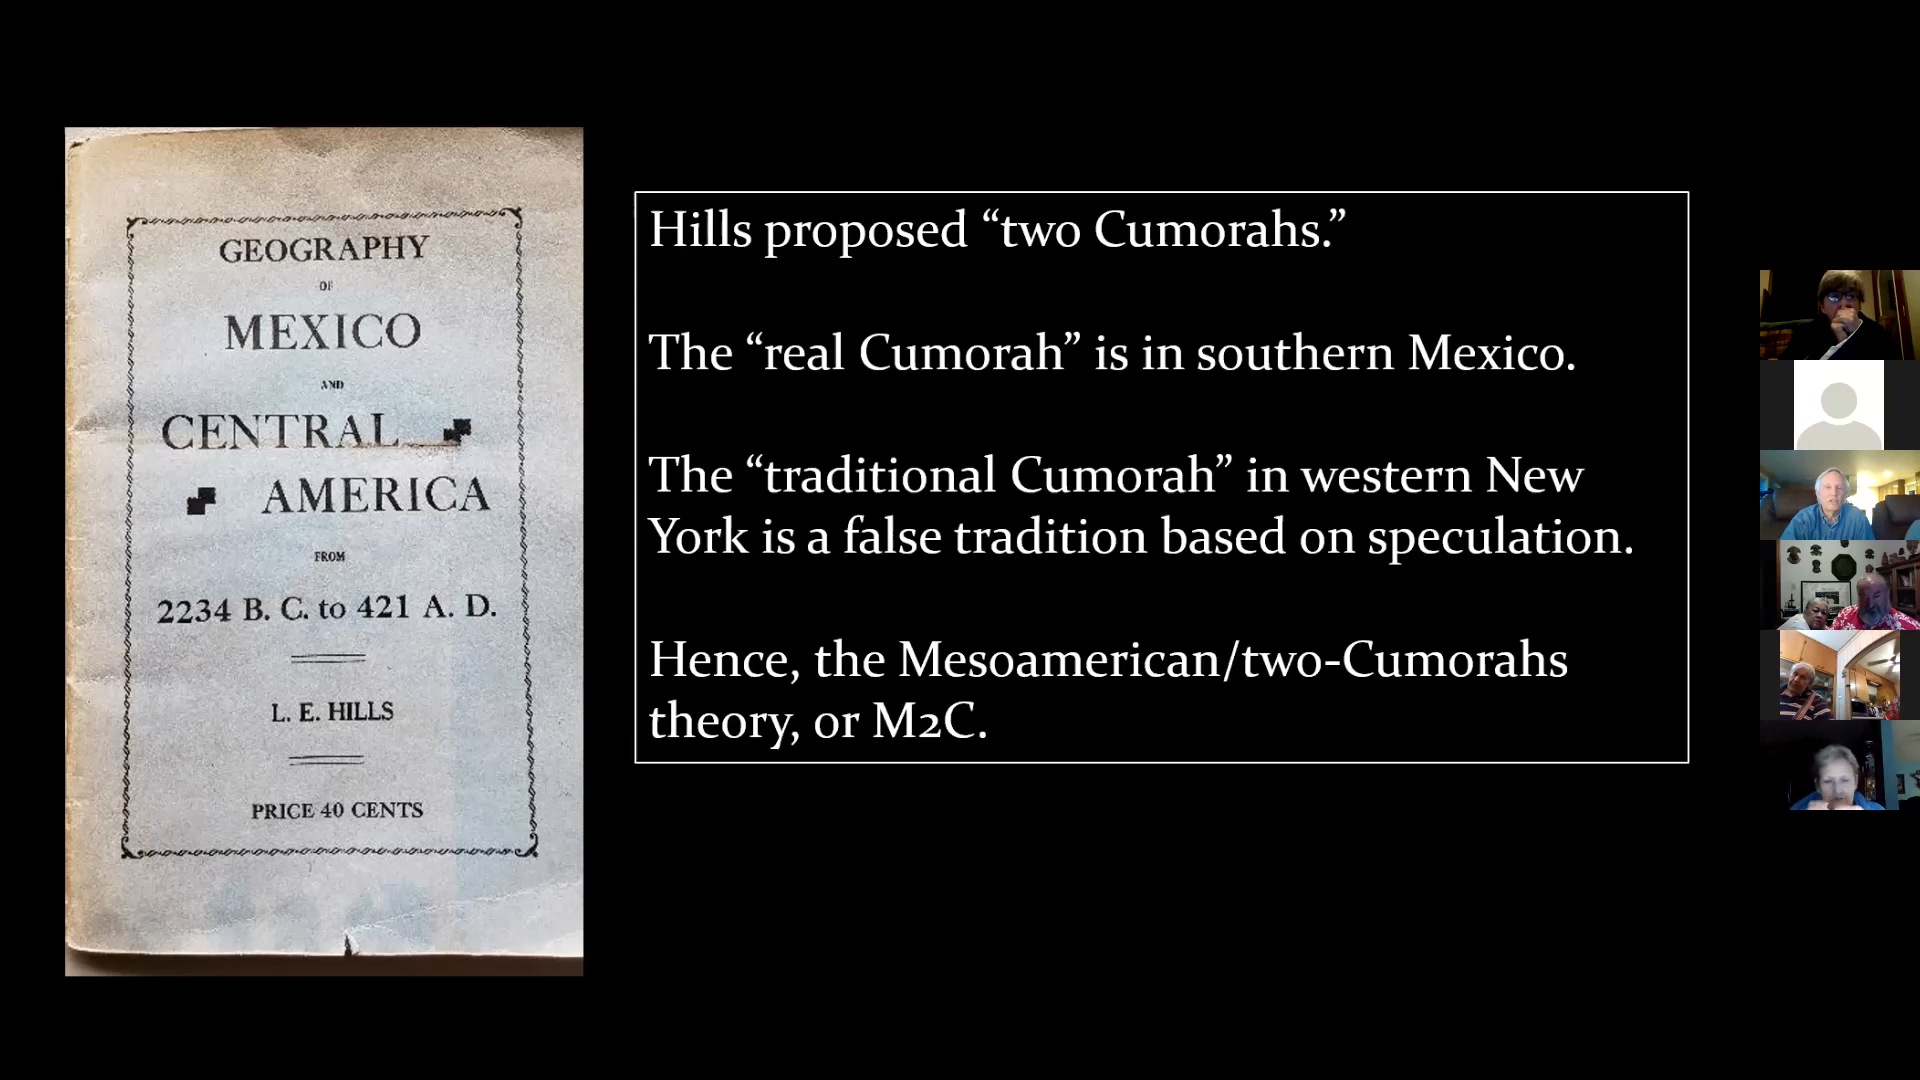 GEOGRAPHY
OF
MEXICO
AND
CENTRAL
AMERICA
FROM
2234 B. C. to 421 A. D.
L. E. HILLS
PRICE 40 CENTS
Hills proposed “two Cumorahs.”
The “real Cumorah” is in southern Mexico.
The “traditional Cumorah” in western New
York is a false tradition based on speculation.
Hence, the Mesoamerican/two-Cumorahs
theory, or M2C.